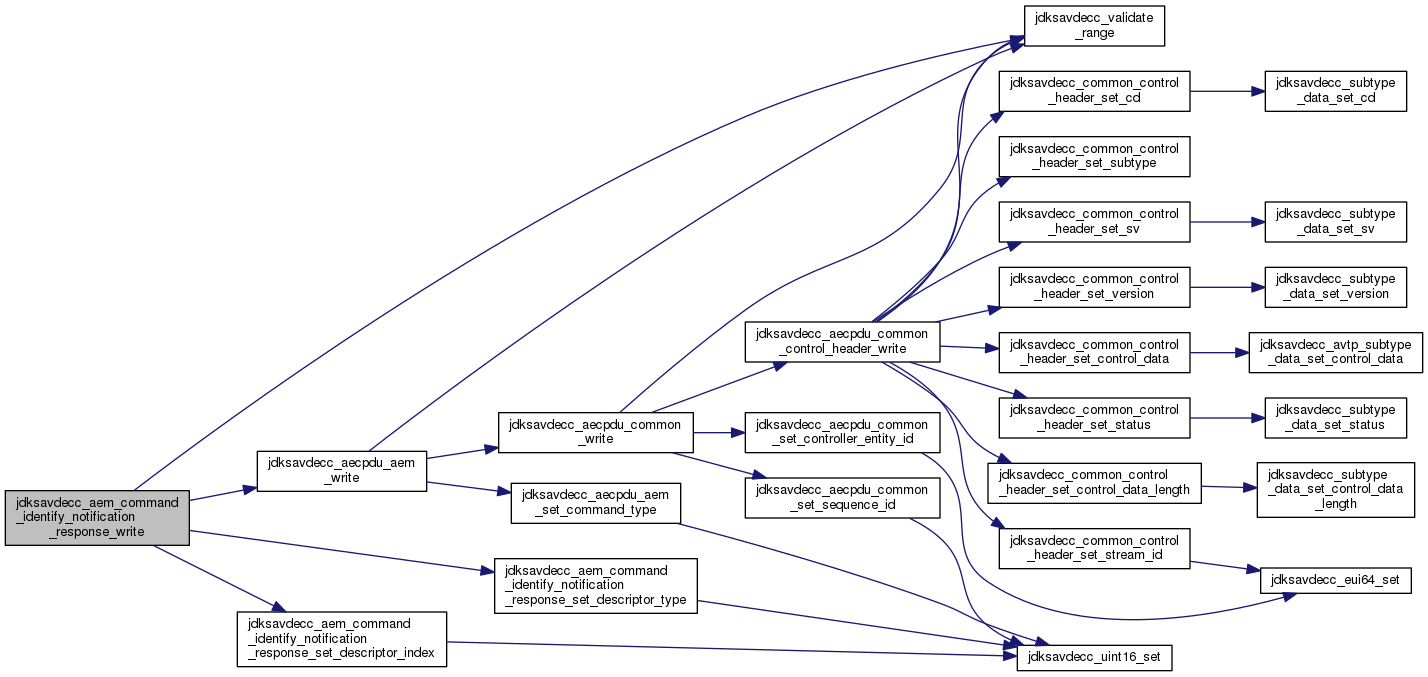 jdksavdecc_aem_command
_identify_notification
_response_write
jdksavdecc_aecpdu_aem
_write
jdksavdecc_aem_command
_identify_notification
_response_set_descriptor_index
jdksavdecc_aecpdu_common
_write
jdksavdecc_aecpdu_aem
_set_command_type
jdksavdecc_aem_command
_identify_notification
_response_set_descriptor_type
jdksavdecc_aecpdu_common
_control_header_write
jdksavdecc_aecpdu_common
_set_controller_entity_id
jdksavdecc_aecpdu_common
_set_sequence_id
jdksavdecc_validate
_range
jdksavdecc_common_control
_header_set_cd
jdksavdecc_common_control
_header_set_subtype
jdksavdecc_common_control
_header_set_sv
jdksavdecc_common_control
_header_set_version
jdksavdecc_common_control
_header_set_control_data
jdksavdecc_common_control
_header_set_status
jdksavdecc_common_control
_header_set_control_data_length
jdksavdecc_common_control
_header_set_stream_id
jdksavdecc_uint16_set
jdksavdecc_subtype
_data_set_cd
jdksavdecc_subtype
_data_set_sv
jdksavdecc_subtype
_data_set_version
jdksavdecc_avtp_subtype
_data_set_control_data
jdksavdecc_subtype
_data_set_status
jdksavdecc_subtype
_data_set_control_data
_length
jdksavdecc_eui64_set